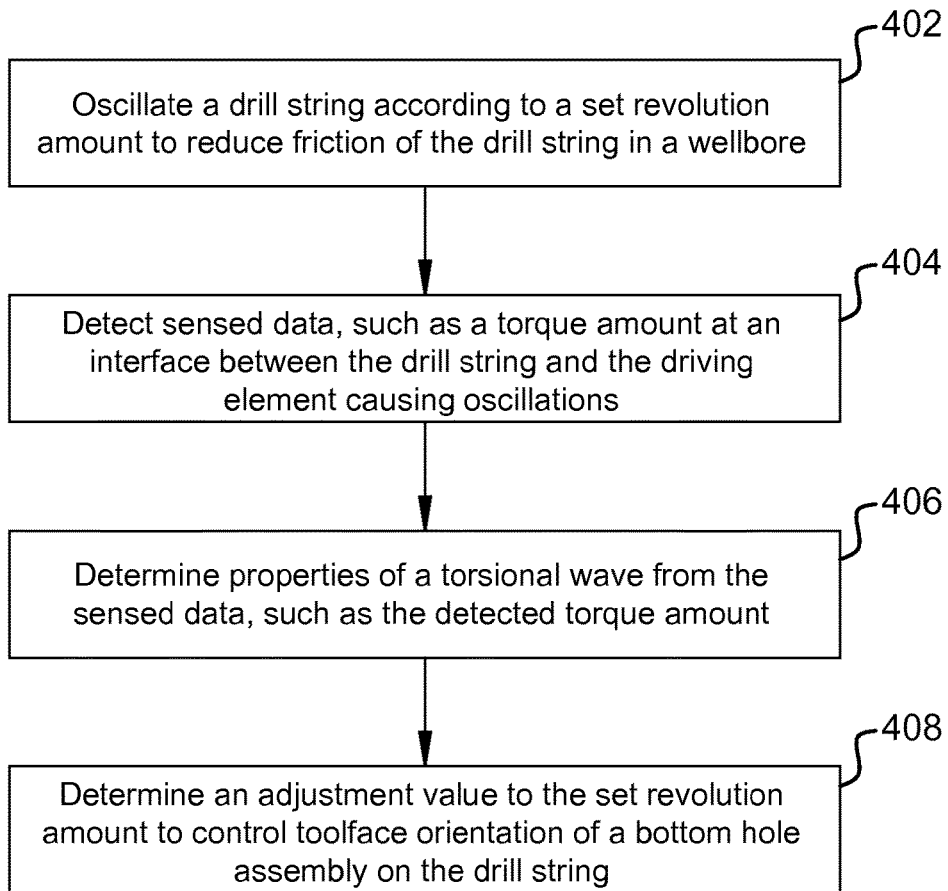 402
Oscillate a drill string according to a set revolution
amount to reduce friction of the drill string in a wellbore
404
Detect sensed data, such as a torque amount at an
interface between the drill string and the driving
element causing oscillations
406
Determine properties of a torsional wave from the
sensed data, such as the detected torque amount
408
Determine an adjustment value to the set revolution
amount to control toolface orientation of a bottom hole
assembly on the drill string